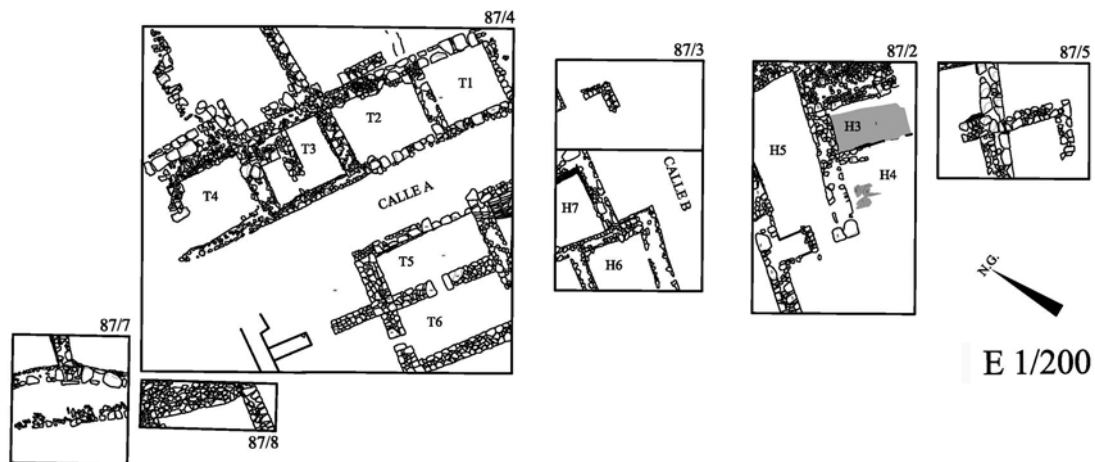 87/4
T1
T2
T3
T4
CALLE A
T5
T6
87/3
CALLE B
H7
H6
87/2
H3
H5
H4
87/5
N.G.
E 1/200
87/7
87/8